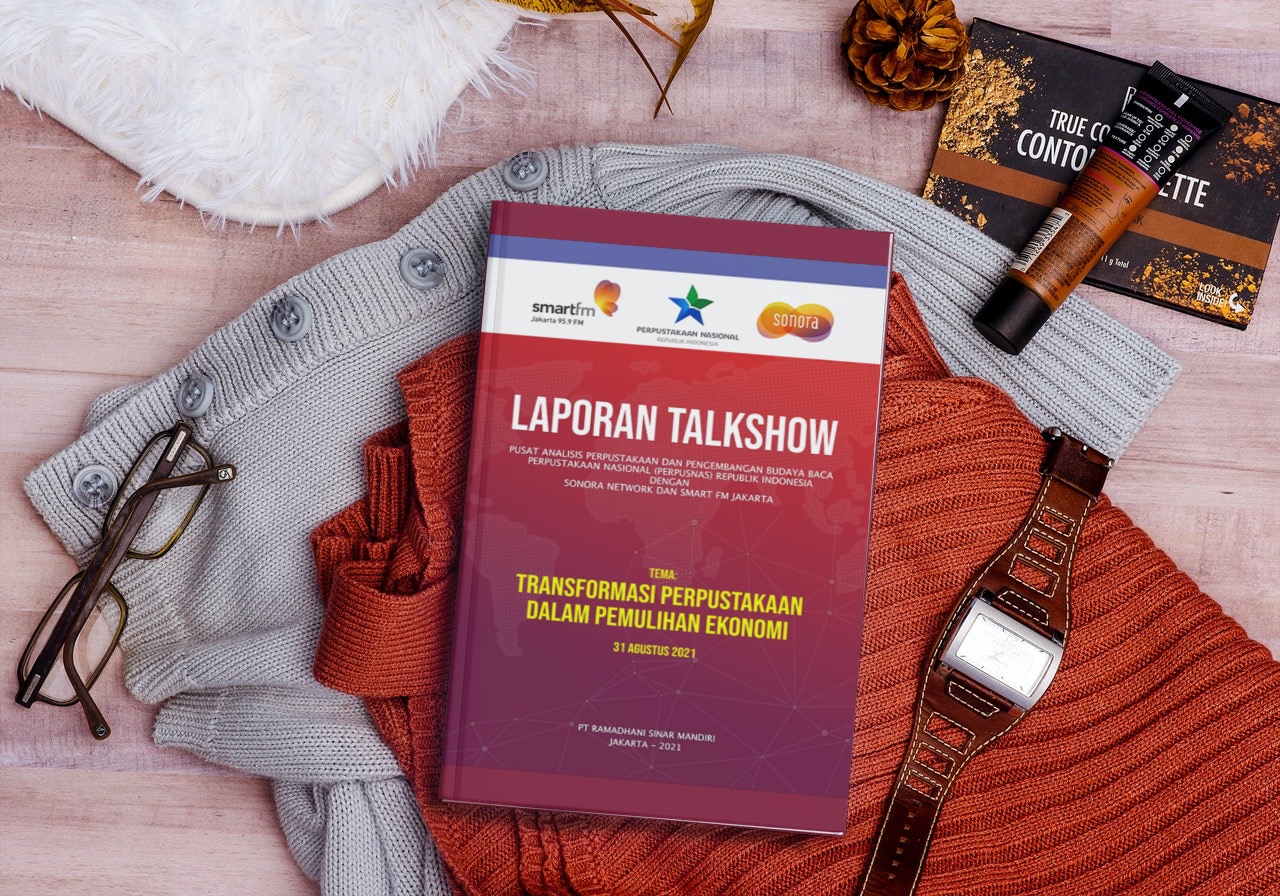 smartfm
Jakarta 95.9 FM
PERPUSTAKAAN NASIONAL
REPUBLIK INDONESIA
sonora
LAPORAN TALKSHOW
PUSAT ANALISIS PERPUSTAKAAN DAN PENGEMBANGAN BUDAYA BACA
PERPUSTAKAAN NASIONAL (PERPUSNAS) REPUBLIK INDONESIA
DENGAN
SONORA NETWORK DAN SMART FM JAKARTA
TEMA:
TRANSFORMASI PERPUSTAKAAN
DALAM PEMULIHAN EKONOMI
31 AGUSTUS 2021
PT RAMADHANI SINAR MANDIRI
JAKARTA – 2021
TRUE CO
CONTO
ETTE
g Total
LOOK
INSIDE!